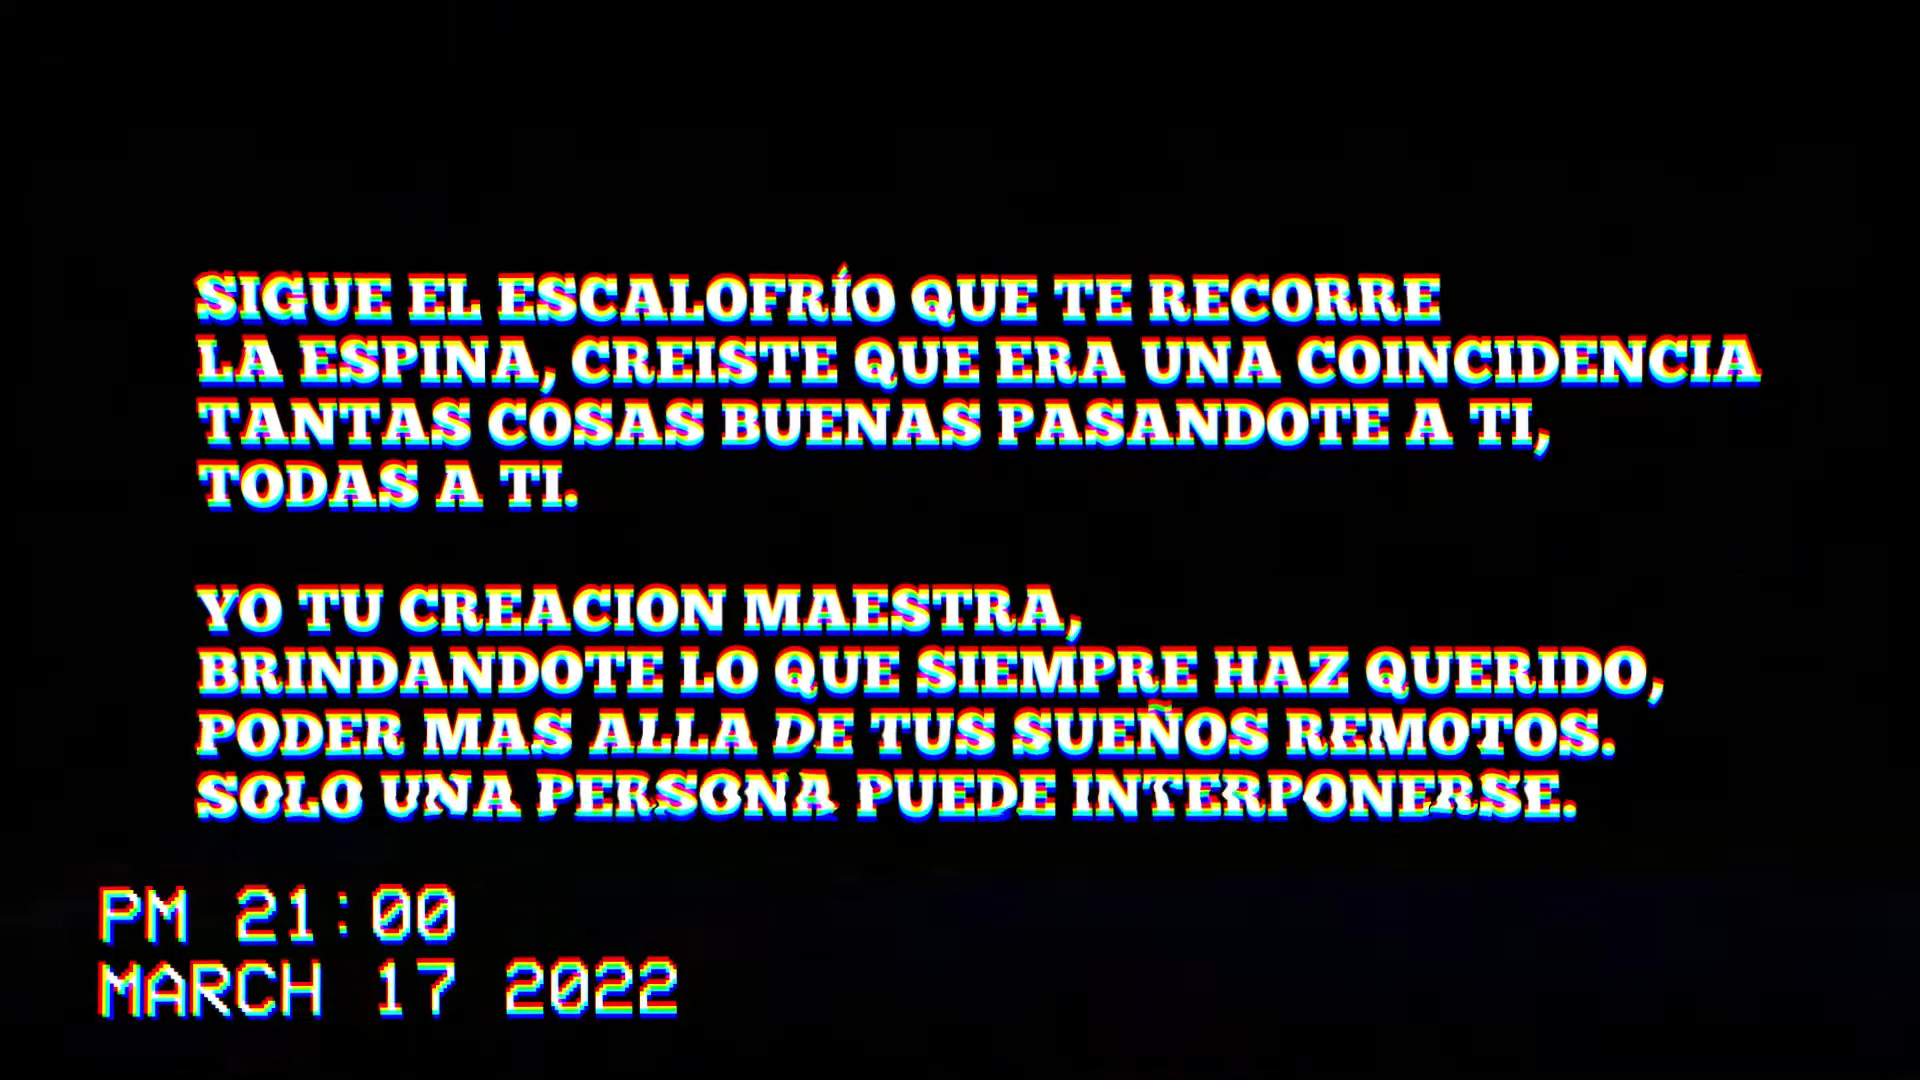 SIGUE EL ESCALOFRÍO QUE TE RECORRE
LA ESPINA, CREISTE QUE ERA UNA COINCIDENCIA
TANTAS COSAS BUENAS PASANDOTE A TI,
TODAS A TI.
YO TU CREACION MAESTRA,
BRINDANDOTE LO QUE SIEMPRE HAZ QUERIDO,
PODER MAS ALLA DE TUS SUEÑOS REMOTOS.
SOLO UNA PERSONA PUEDE INTERPONERSE.
PM 21:00
MARCH 17 2022